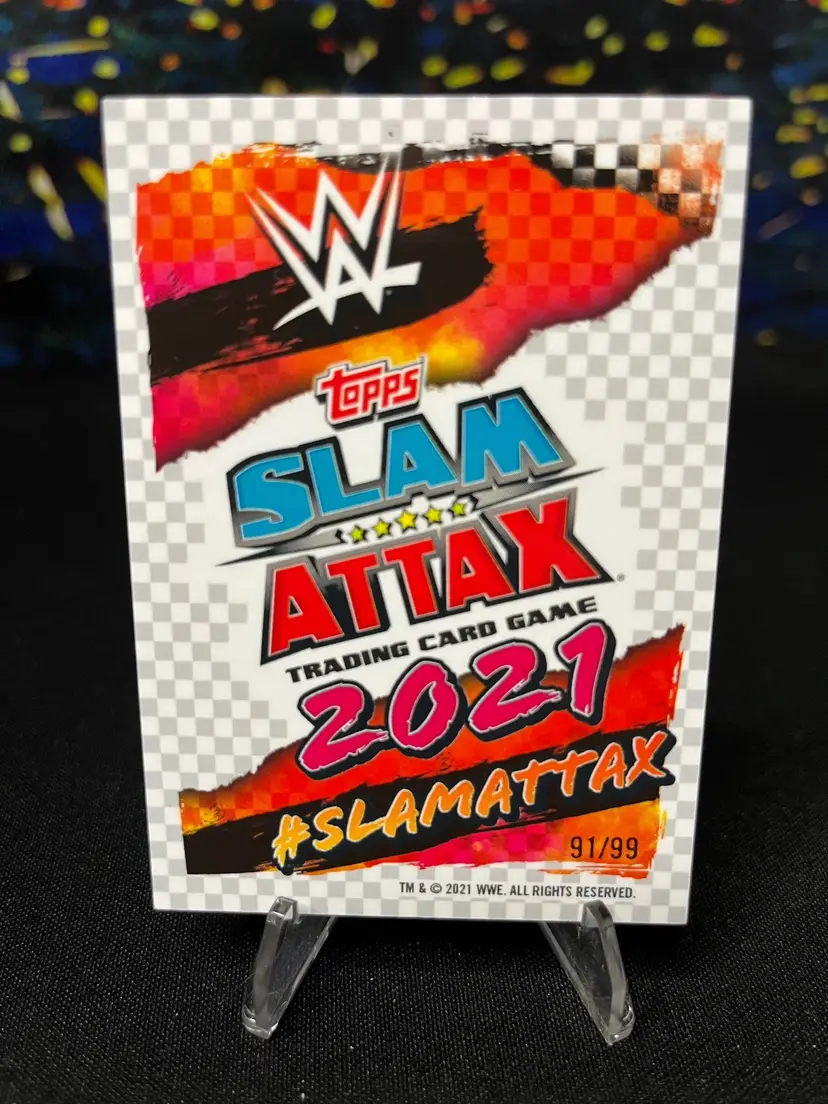 W
topps
SLAM
ATTAX
TRADING CARD GAME
2021
#SLAMATTAX
91/99
TM & © 2021 WWE. ALL RIGHTS RESERVED.